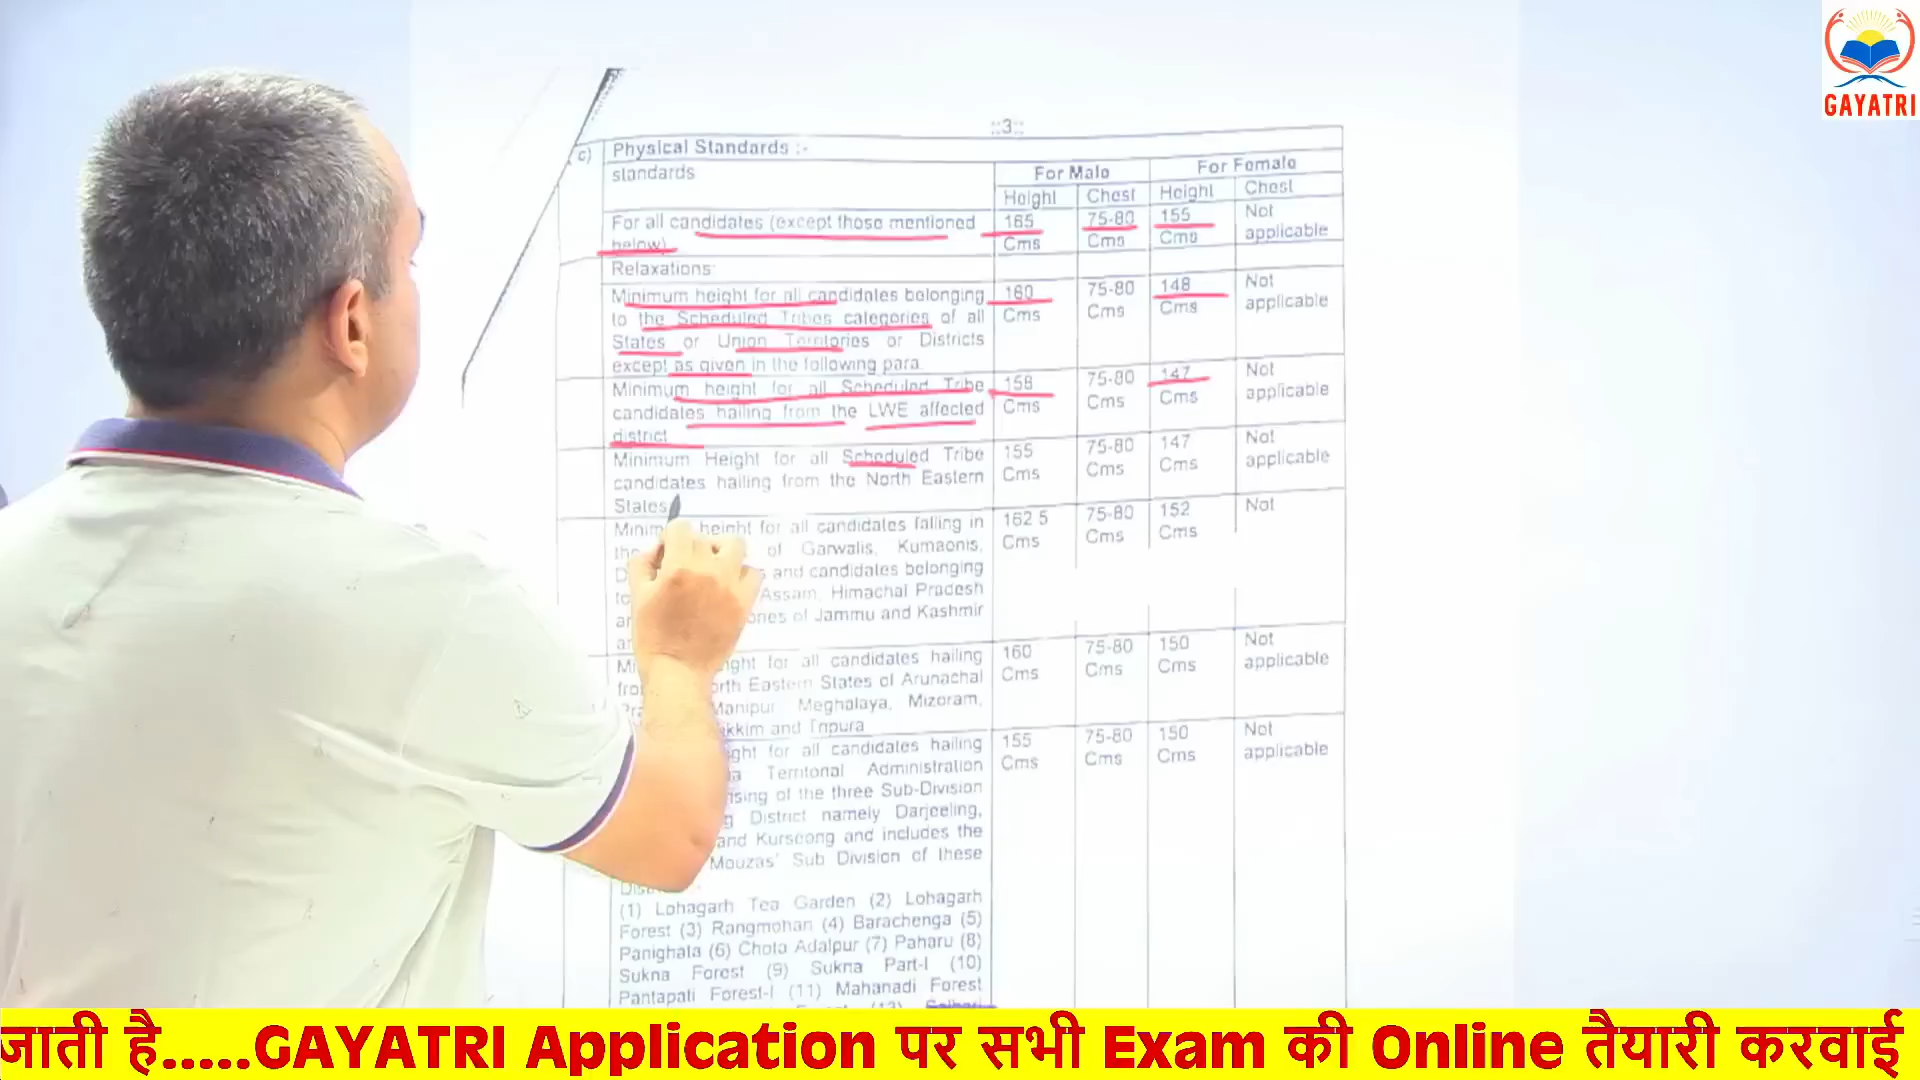 GAYATRI
::3::
c) Physical Standards :-
standards For Male For Female
Height Chest Height Chest
For all candidates (except those mentioned below) 165 Cms 75-80 Cms 155 Cms Not applicable
Relaxations:
Minimum height for all candidates belonging 160 75-80 148 Not
to the Scheduled Tribes categories of all Cms Cms Cms applicable
States or Union Territories or Districts
except as given in the following para
Minimum height for all Scheduled Tribe 158 75-80 147 Not
candidates hailing from the LWE affected Cms Cms Cms applicable
district
Minimum Height for all Scheduled Tribe 155 75-80 147 Not
candidates hailing from the North Eastern Cms Cms Cms applicable
States
height for all candidates falling in 162 5 75-80 152 Not
of Garwalis, Kumaonis, Cms Cms Cms
and candidates belonging
Assam, Himachal Pradesh
of Jammu and Kashmir
for all candidates hailing 160 75-80 150 Not
Eastern States of Arunachal Cms Cms Cms applicable
Manipur, Meghalaya, Mizoram,
and Tripura
for all candidates hailing 155 75-80 150 Not
Territorial Administration Cms Cms Cms applicable
of the three Sub-Division
District namely Darjeeling,
and Kurseong and includes the
Mouzas' Sub Division of these
(1) Lohagarh Tea Garden (2) Lohagarh
Forest (3) Rangmohan (4) Barachenga (5)
Panighata (6) Chota Adalpur (7) Paharu (8)
Sukna Forest (9) Sukna Part-I (10)
Pantapati Forest-I (11) Mahanadi Forest
जाती है.....GAYATRI Application पर सभी Exam की Online तैयारी करवाई